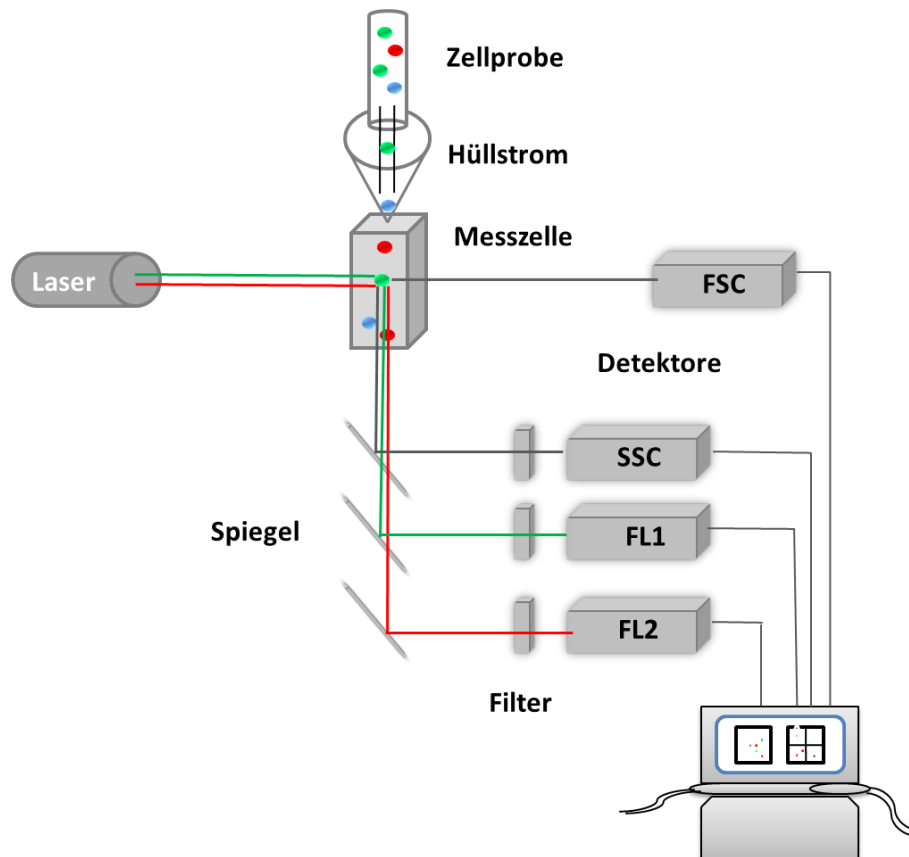 Zellprobe
Hüllstrom
Messzelle
Laser
FSC
Detektore
SSC
Spiegel
FL1
FL2
Filter